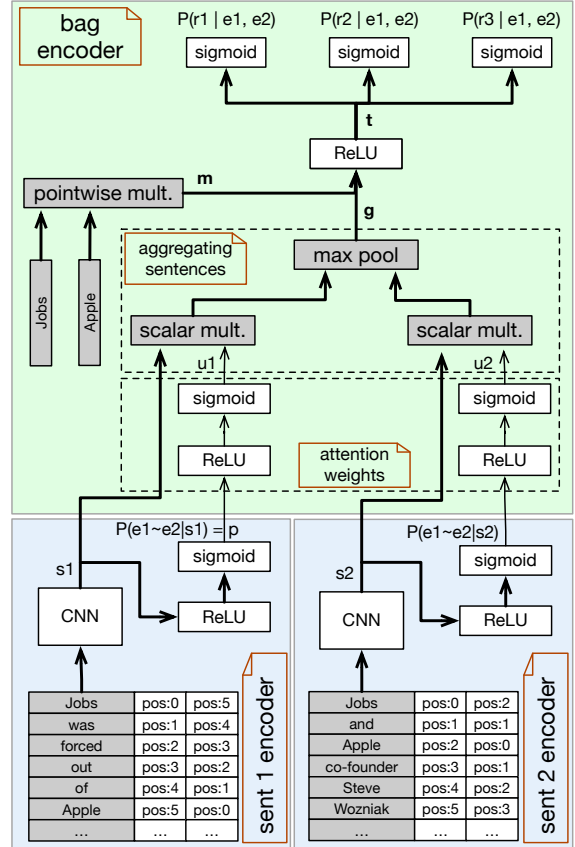 bag
encoder
P(r1 | e1, e2) P(r2 | e1, e2) P(r3 | e1, e2)
sigmoid sigmoid sigmoid
t
ReLU
m
pointwise mult.
g
aggregating
sentences
max pool
Jobs
Apple
scalar mult. scalar mult.
u1 u2
sigmoid sigmoid
ReLU ReLU
attention
weights
P(e1~e2|s1) = p P(e1~e2|s2)
s1 sigmoid s2 sigmoid
CNN ReLU CNN ReLU
sent 1 encoder
Jobs pos:0 pos:5
was pos:1 pos:4
forced pos:2 pos:3
out pos:3 pos:2
of pos:4 pos:1
Apple pos:5 pos:0
... ... ...
sent 2 encoder
Jobs pos:0 pos:2
and pos:1 pos:1
Apple pos:2 pos:0
co-founder pos:3 pos:1
Steve pos:4 pos:2
Wozniak pos:5 pos:3
... ... ...